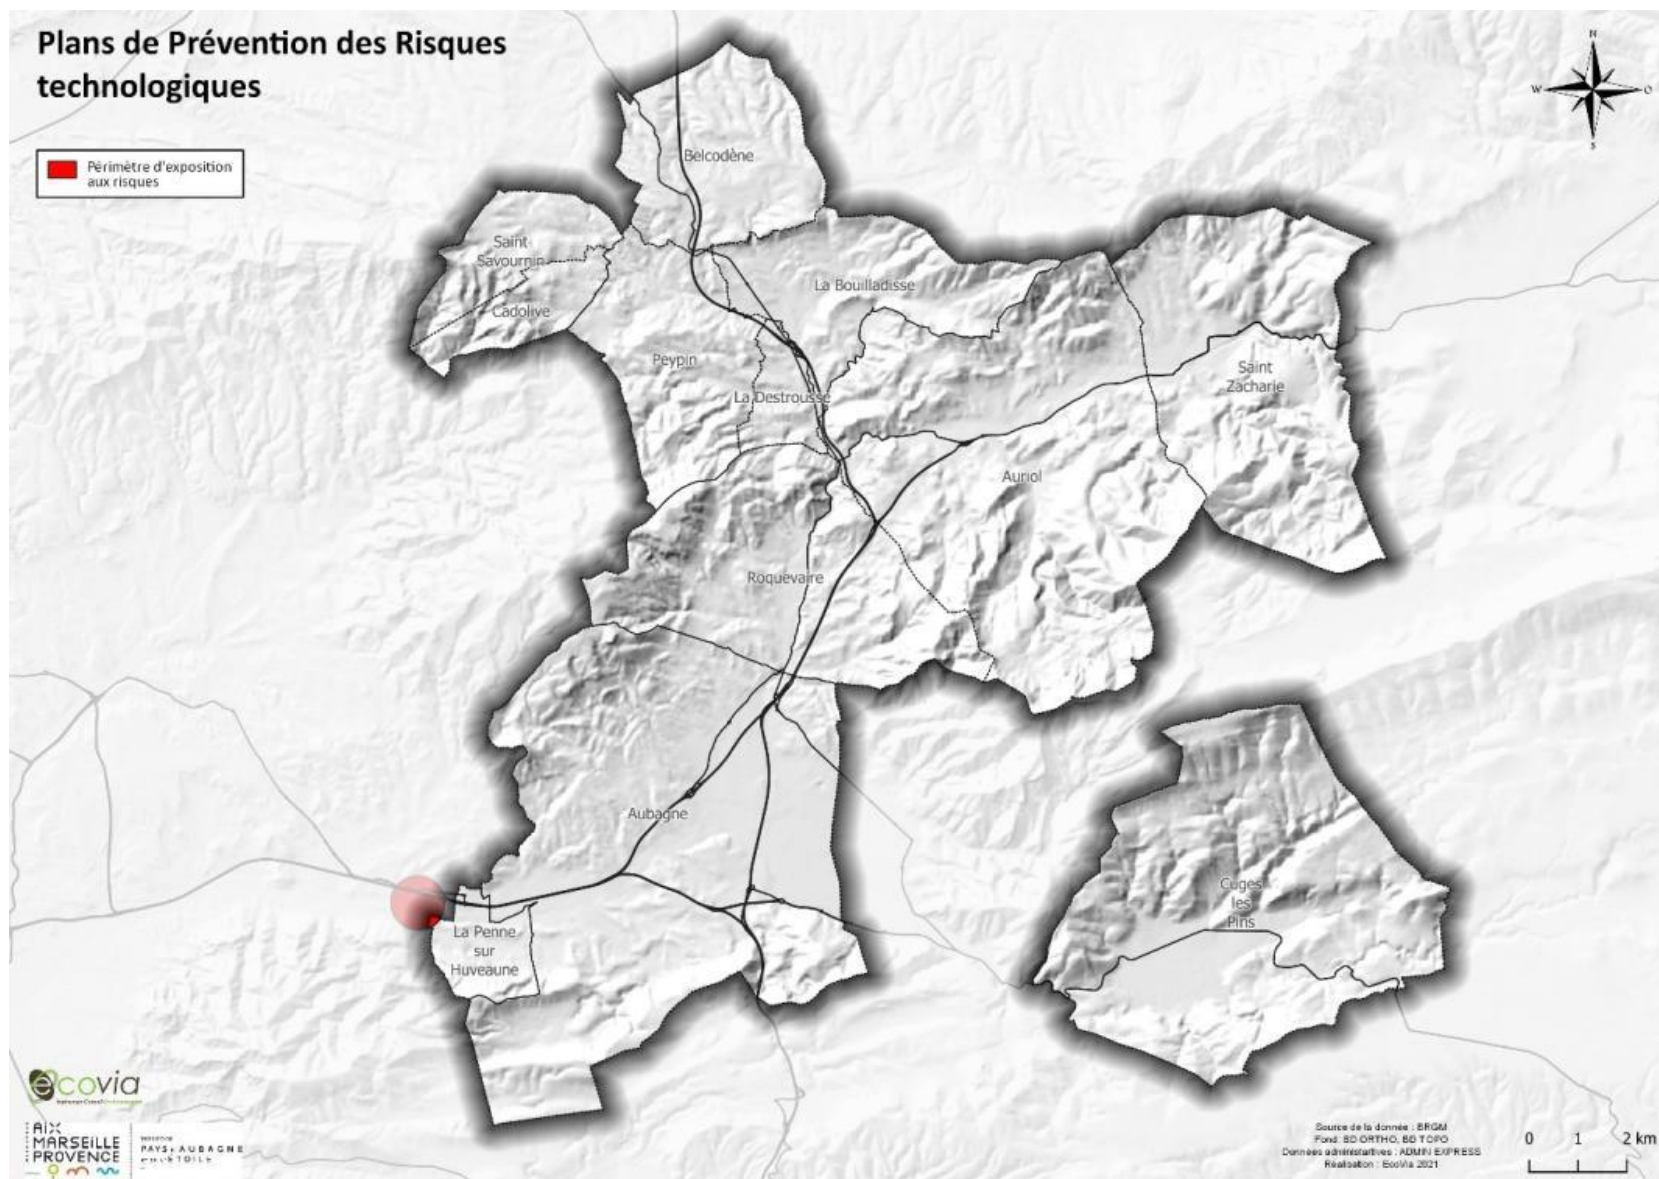 Plans de Prévention des Risques
technologiques
Périmètre d'exposition
aux risques
N
W
O
S
Belcodène
Saint
Savournin
Cadolive
La Bouilladisse
Peypin
La Destrousse
Saint
Zacharie
Auriol
Roquevaire
Aubagne
La Penne
sur
Huveaune
Cuges
les
Pins
écovia
AIX
MARSEILLE
PROVENCE
PAYS D'AUBAGNE
Source de la donnée : BRGM
Fond : BD ORTHO, BD TOPO
Données administratives : ADMIN EXPRESS
Réalisation : EcoVia 2021
0 1 2 km